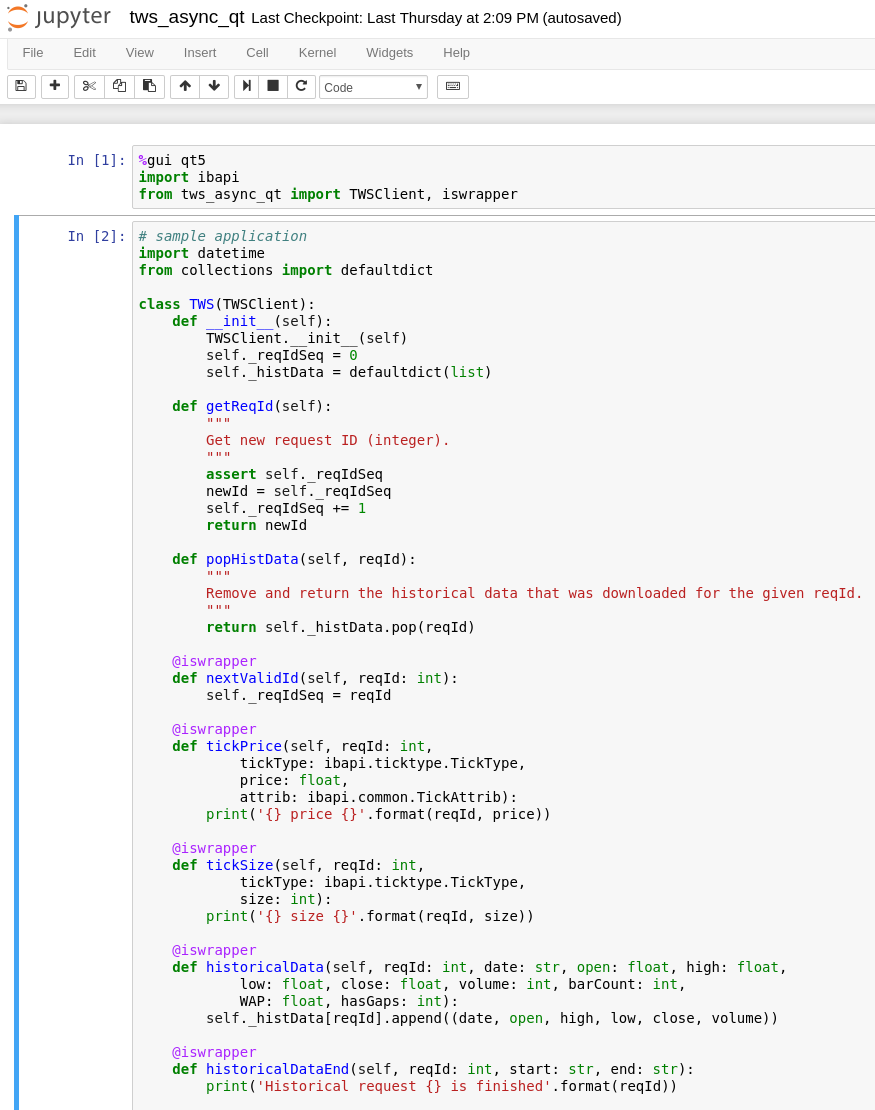 jupyter tws_async_qt Last Checkpoint: Last Thursday at 2:09 PM (autosaved)
File Edit View Insert Cell Kernel Widgets Help
Code
In [1]: %gui qt5
import ibapi
from tws_async_qt import TWSClient, iswrapper
In [2]: # sample application
import datetime
from collections import defaultdict

class TWS(TWSClient):
    def __init__(self):
        TWSClient.__init__(self)
        self._reqIdSeq = 0
        self._histData = defaultdict(list)

    def getReqId(self):
        """
        Get new request ID (integer).
        """
        assert self._reqIdSeq
        newId = self._reqIdSeq
        self._reqIdSeq += 1
        return newId

    def popHistData(self, reqId):
        """
        Remove and return the historical data that was downloaded for the given reqId.
        """
        return self._histData.pop(reqId)

    @iswrapper
    def nextValidId(self, reqId: int):
        self._reqIdSeq = reqId

    @iswrapper
    def tickPrice(self, reqId: int,
            tickType: ibapi.ticktype.TickType,
            price: float,
            attrib: ibapi.common.TickAttrib):
        print('{} price {}'.format(reqId, price))

    @iswrapper
    def tickSize(self, reqId: int,
            tickType: ibapi.ticktype.TickType,
            size: int):
        print('{} size {}'.format(reqId, size))

    @iswrapper
    def historicalData(self, reqId: int, date: str, open: float, high: float,
            low: float, close: float, volume: int, barCount: int,
            WAP: float, hasGaps: int):
        self._histData[reqId].append((date, open, high, low, close, volume))

    @iswrapper
    def historicalDataEnd(self, reqId: int, start: str, end: str):
        print('Historical request {} is finished'.format(reqId))